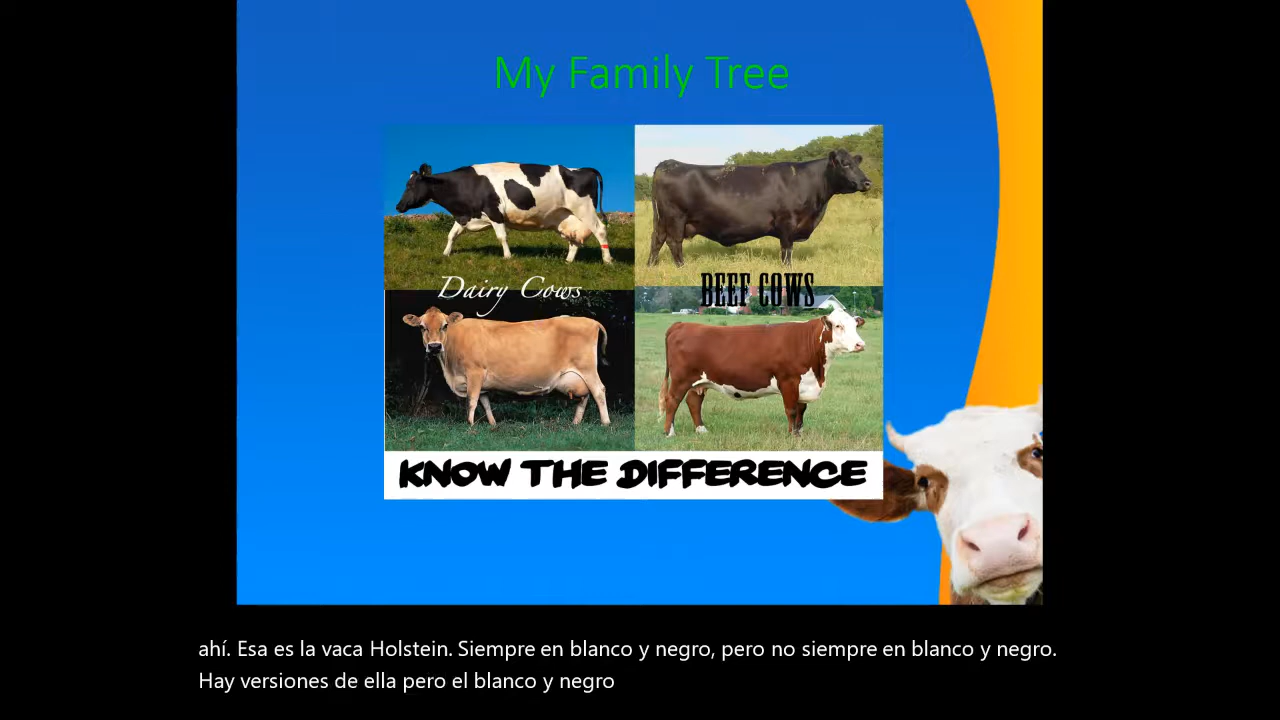 My Family Tree
Dairy Cows
BEEF COWS
KNOW THE DIFFERENCE
ahí. Esa es la vaca Holstein. Siempre en blanco y negro, pero no siempre en blanco y negro.
Hay versiones de ella pero el blanco y negro